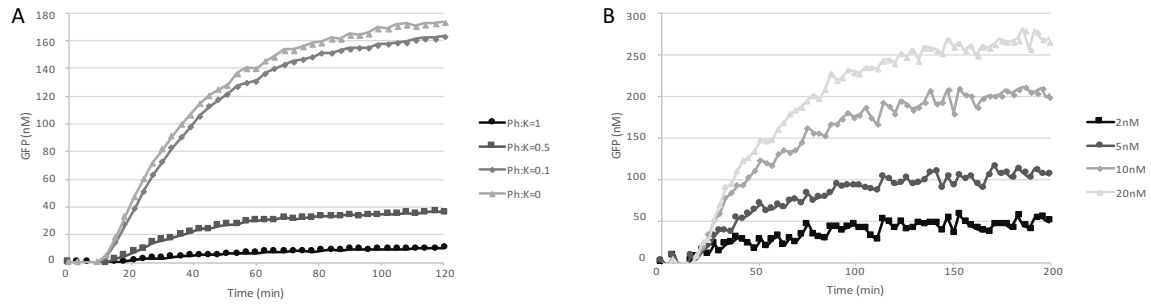 A
180
160
140
120
100
80
60
40
20
0
GFP (nM)
0 20 40 60 80 100 120
Time (min)
Ph:K=1
Ph:K=0.5
Ph:K=0.1
Ph:K=0
B
300
250
200
150
100
50
0
GFP (nM)
0 50 100 150 200
Time (min)
2nM
5nM
10nM
20nM